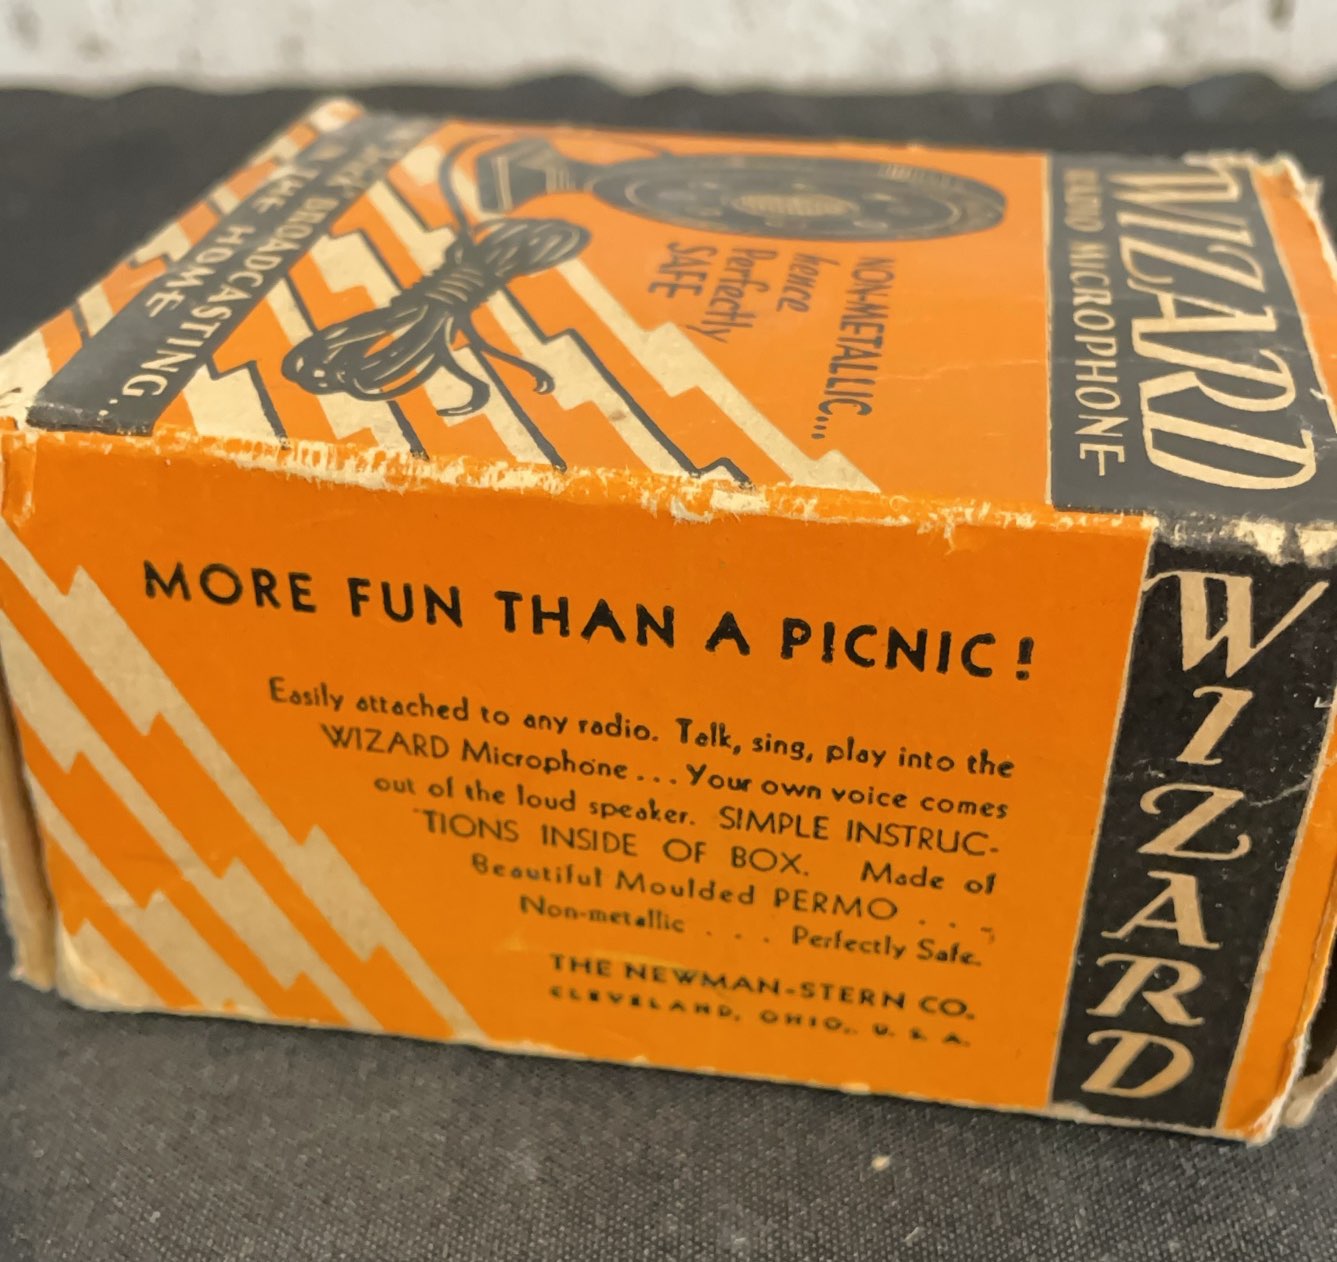 WIZARD
RADIO MICROPHONE
NON-METALLIC...
hence
Perfectly
SAFE
BROADCASTING.
IN THE HOME
MORE FUN THAN A PICNIC!
Easily attached to any radio. Talk, sing, play into the
WIZARD Microphone... Your own voice comes
out of the loud speaker. SIMPLE INSTRUC-
TIONS INSIDE OF BOX. Made of
Beautiful Moulded PERMO . . .
Non-metallic . . . Perfectly Safe.
THE NEWMAN-STERN CO.
CLEVELAND, OHIO., U. S. A.
WIZARD